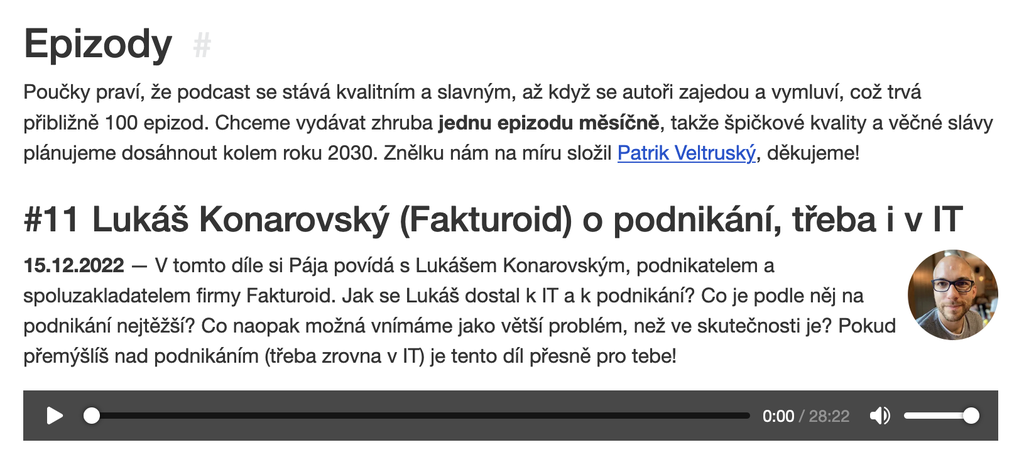 Epizody #
Poučky praví, že podcast se stává kvalitním a slavným, až když se autoři zajedou a vymluví, což trvá
přibližně 100 epizod. Chceme vydávat zhruba jednu epizodu měsíčně, takže špičkové kvality a věčné slávy
plánujeme dosáhnout kolem roku 2030. Znělku nám na míru složil Patrik Veltruský, děkujeme!
#11 Lukáš Konarovský (Fakturoid) o podnikání, třeba i v IT
15.12.2022 — V tomto díle si Pája povídá s Lukášem Konarovským, podnikatelem a
spoluzakladatelem firmy Fakturoid. Jak se Lukáš dostal k IT a k podnikání? Co je podle něj na
podnikání nejtěžší? Co naopak možná vnímáme jako větší problém, než ve skutečnosti je? Pokud
přemýšlíš nad podnikáním (třeba zrovna v IT) je tento díl přesně pro tebe!
0:00 / 28:22